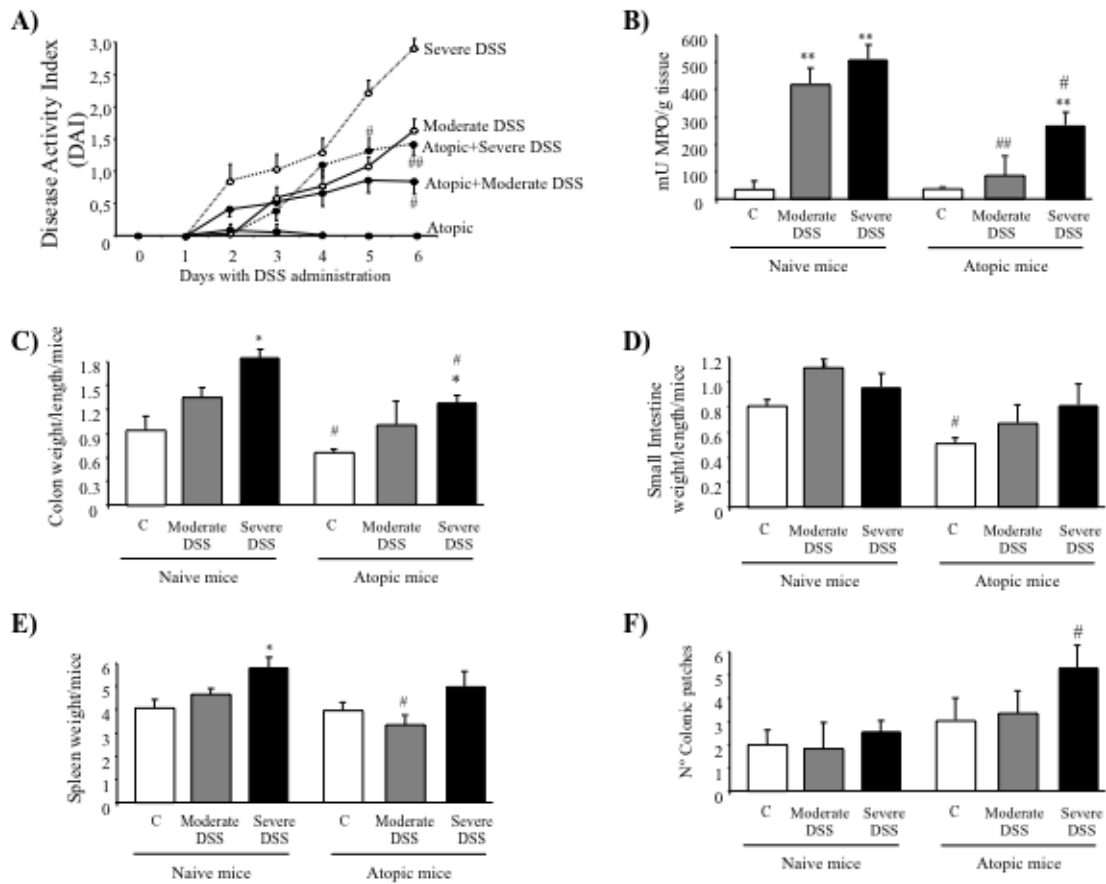 A)
Disease Activity Index
(DAI)
3,0
2,5
2,0
1,5
1,0
0,5
0
Severe DSS
Moderate DSS
Atopic+Severe DSS
Atopic+Moderate DSS
Atopic
#
##
#
0 1 2 3 4 5 6
Days with DSS administration
B)
mU MPO/g tissue
600
500
400
300
200
100
0
** ** ## # **
C Moderate DSS Severe DSS C Moderate DSS Severe DSS
Naive mice Atopic mice
C)
Colon weight/length/mice
1.8
1.5
1.2
0.9
0.6
0.3
0
* # # *
C Moderate DSS Severe DSS C Moderate DSS Severe DSS
Naive mice Atopic mice
D)
Small Intestine
weight/length/mice
1.2
1.0
0.8
0.6
0.4
0.2
0
#
C Moderate DSS Severe DSS C Moderate DSS Severe DSS
Naive mice Atopic mice
E)
Spleen weight/mice
6
5
4
3
2
1
0
* #
C Moderate DSS Severe DSS C Moderate DSS Severe DSS
Naive mice Atopic mice
F)
Nº Colonic patches
6
5
4
3
2
1
0
#
C Moderate DSS Severe DSS C Moderate DSS Severe DSS
Naive mice Atopic mice